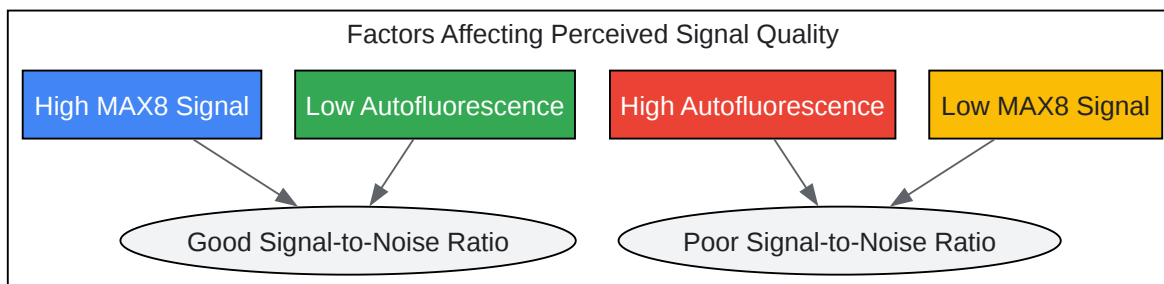 Factors Affecting Perceived Signal Quality
High MAX8 Signal
Low Autofluorescence
High Autofluorescence
Low MAX8 Signal
Good Signal-to-Noise Ratio
Poor Signal-to-Noise Ratio